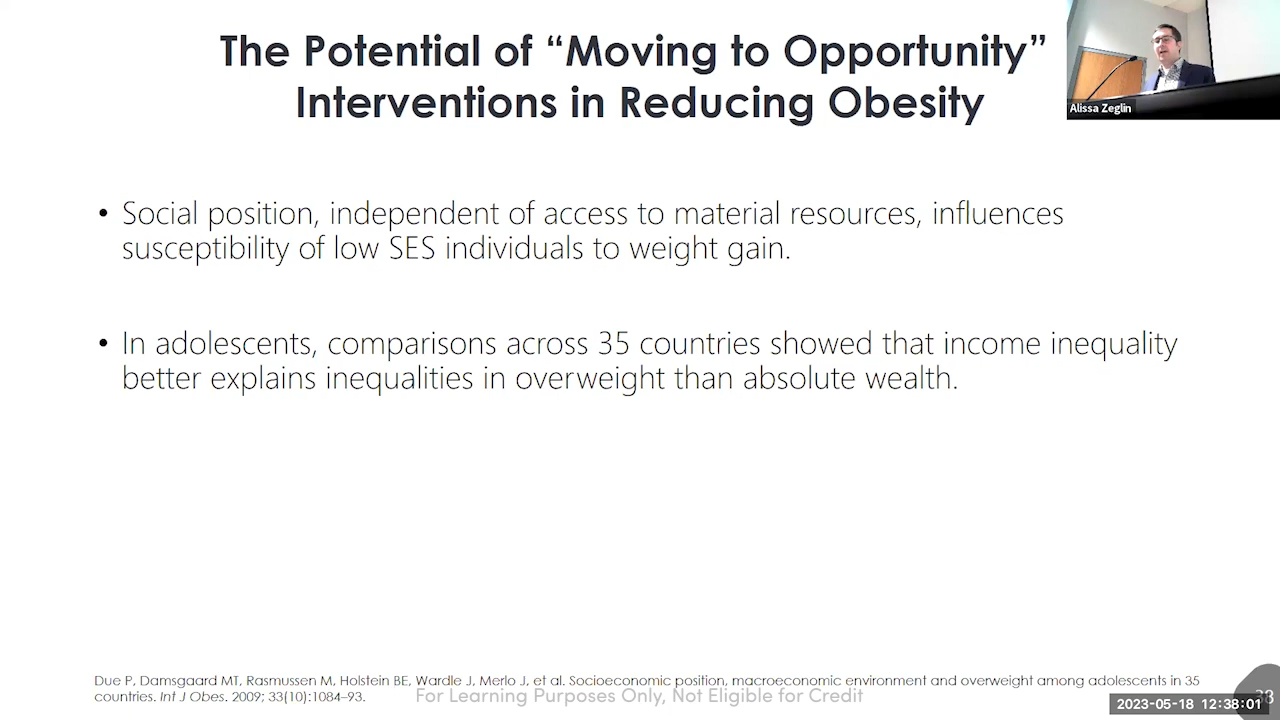 The Potential of “Moving to Opportunity”
Interventions in Reducing Obesity
Alissa Zeglin
• Social position, independent of access to material resources, influences
susceptibility of low SES individuals to weight gain.
• In adolescents, comparisons across 35 countries showed that income inequality
better explains inequalities in overweight than absolute wealth.
Due P, Damsgaard MT, Rasmussen M, Holstein BE, Wardle J, Merlo J, et al. Socioeconomic position, macroeconomic environment and overweight among adolescents in 35
countries. Int J Obes. 2009; 33(10):1084–93.
For Learning Purposes Only, Not Eligible for Credit
38
2023-05-18 12:38:01